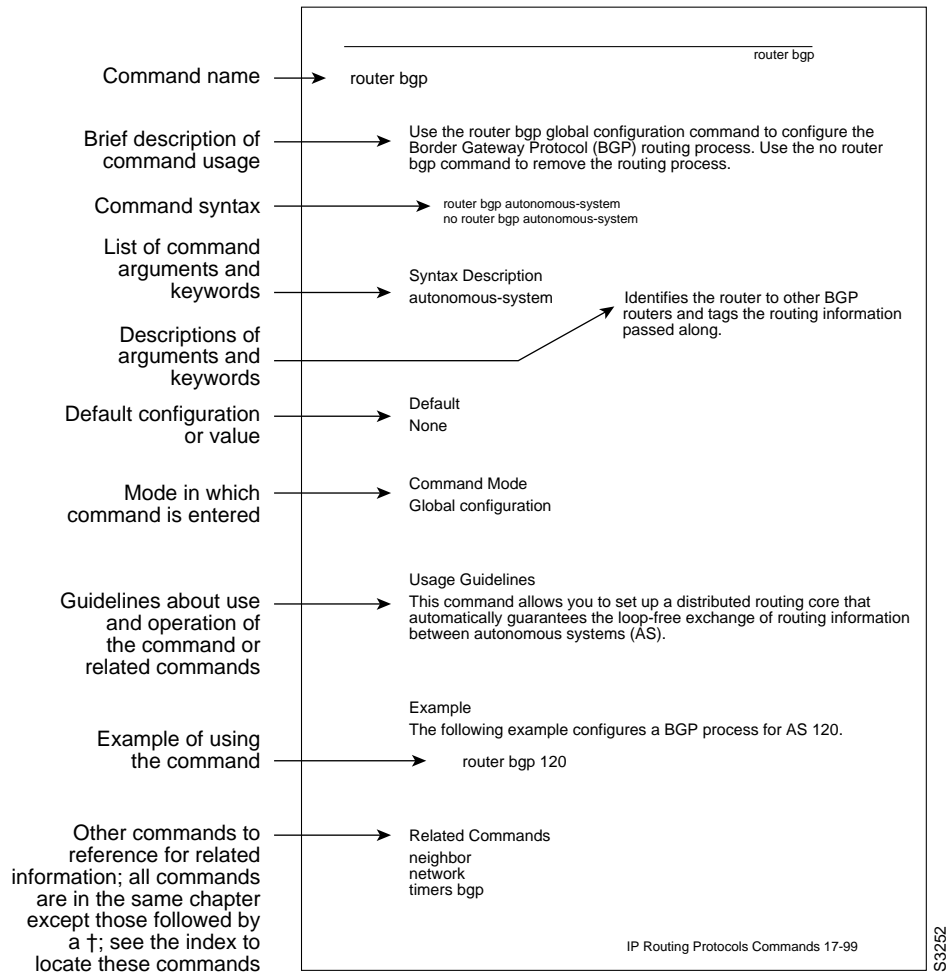 router bgp
Command name
router bgp
Brief description of
command usage
Use the router bgp global configuration command to configure the
Border Gateway Protocol (BGP) routing process. Use the no router
bgp command to remove the routing process.
Command syntax
router bgp autonomous-system
no router bgp autonomous-system
List of command
arguments and
keywords
Syntax Description
autonomous-system
Identifies the router to other BGP
routers and tags the routing information
passed along.
Descriptions of
arguments and
keywords
Default configuration
or value
Default
None
Mode in which
command is entered
Command Mode
Global configuration
Guidelines about use
and operation of
the command or
related commands
Usage Guidelines
This command allows you to set up a distributed routing core that
automatically guarantees the loop-free exchange of routing information
between autonomous systems (AS).
Example of using
the command
Example
The following example configures a BGP process for AS 120.
router bgp 120
Other commands to
reference for related
information; all commands
are in the same chapter
except those followed by
a †; see the index to
locate these commands
Related Commands
neighbor
network
timers bgp
IP Routing Protocols Commands 17-99
S3252